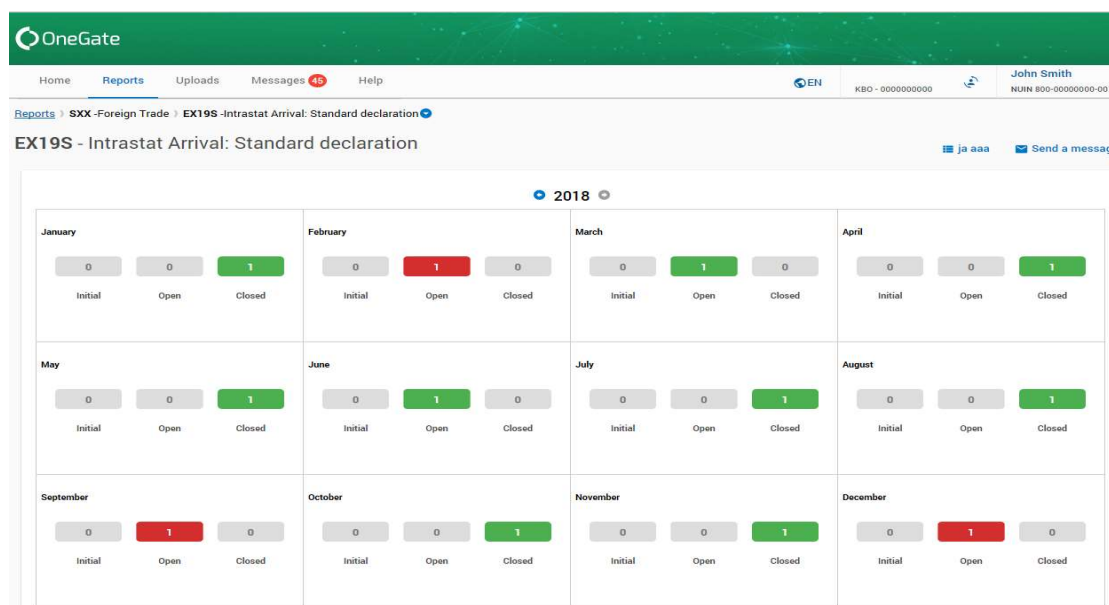 OneGate
Home Reports Uploads Messages 45 Help EN KBO - 0000000000 John Smith
NUIN 800-00000000-00
Reports > SXX -Foreign Trade > EX19S -Intrastat Arrival: Standard declaration
EX19S - Intrastat Arrival: Standard declaration ja aaa Send a messag
2018
January February March April
0 0 1 0 1 0 0 1 0 0 0 1
Initial Open Closed Initial Open Closed Initial Open Closed Initial Open Closed
May June July August
0 0 1 0 1 0 0 0 1 0 0 1
Initial Open Closed Initial Open Closed Initial Open Closed Initial Open Closed
September October November December
0 1 0 0 0 1 0 0 1 0 1 0
Initial Open Closed Initial Open Closed Initial Open Closed Initial Open Closed